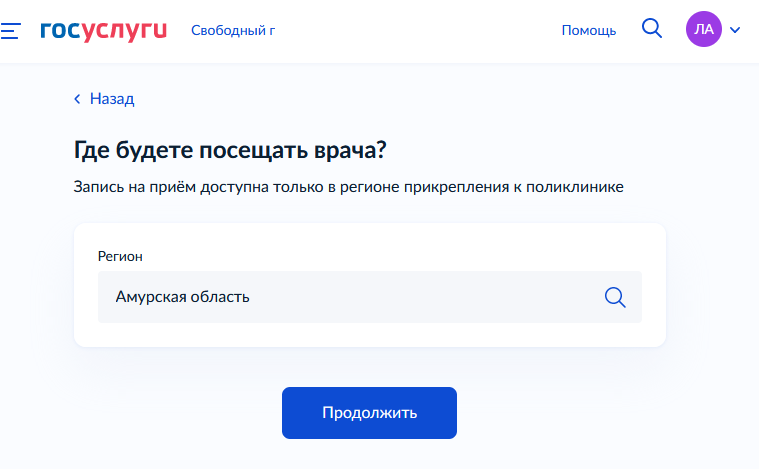 госуслуги Свободный г Помощь ЛА
Назад
Где будете посещать врача?
Запись на приём доступна только в регионе прикрепления к поликлинике
Регион
Амурская область
Продолжить